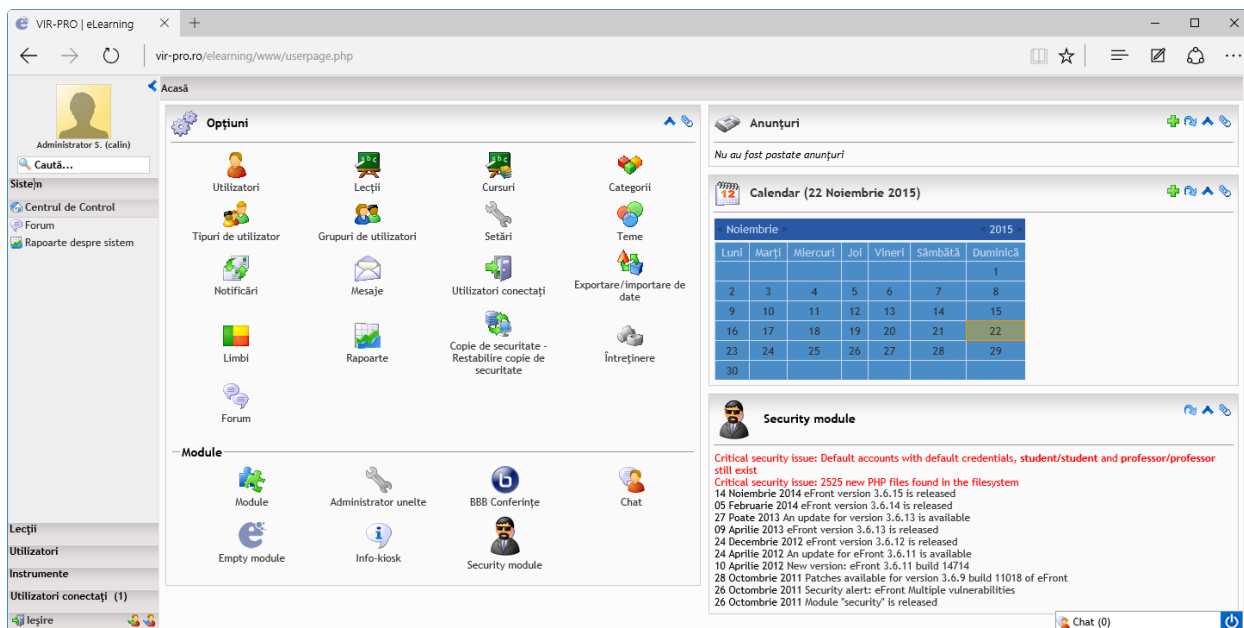 VIR-PRO | eLearning
vir-pro.ro/elearning/www/userpage.php
Administrator S. (calin)
Caută...
Sistem
Centrul de Control
Forum
Rapoarte despre sistem
Lecții
Utilizatori
Instrumente
Utilizatori conectați (1)
Ieșire
Acasă
Opțiuni
Utilizatori
Lecții
Cursuri
Categorii
Tipuri de utilizator
Grupuri de utilizatori
Setări
Teme
Notificări
Mesaje
Utilizatori conectați
Exportare/importare de
date
Limbi
Rapoarte
Copie de securitate -
Restabilire copie de
securitate
Întreținere
Forum
Module
Module
Administrator unelte
BBB Conferințe
Chat
Empty module
Info-kiosk
Security module
Anunțuri
Nu au fost postate anunțuri
12
Calendar (22 Noiembrie 2015)
« Noiembrie » « 2015 »
Luni Marți Miercuri Joi Vineri Sâmbătă Duminică
1
2 3 4 5 6 7 8
9 10 11 12 13 14 15
16 17 18 19 20 21 22
23 24 25 26 27 28 29
30
Security module
Critical security issue: Default accounts with default credentials, student/student and professor/professor
still exist
Critical security issue: 2525 new PHP files found in the filesystem
14 Noiembrie 2014 eFront version 3.6.15 is released
05 Februarie 2014 eFront version 3.6.14 is released
27 Poate 2013 An update for version 3.6.13 is available
09 Aprilie 2013 eFront version 3.6.13 is released
24 Decembrie 2012 eFront version 3.6.12 is released
24 Aprilie 2012 An update for eFront 3.6.11 is available
10 Aprilie 2012 New version: eFront 3.6.11 build 14714
28 Octombrie 2011 Patches available for version 3.6.9 build 11018 of eFront
26 Octombrie 2011 Security alert: eFront Multiple vulnerabilities
26 Octombrie 2011 Module "security" is released
Chat (0)